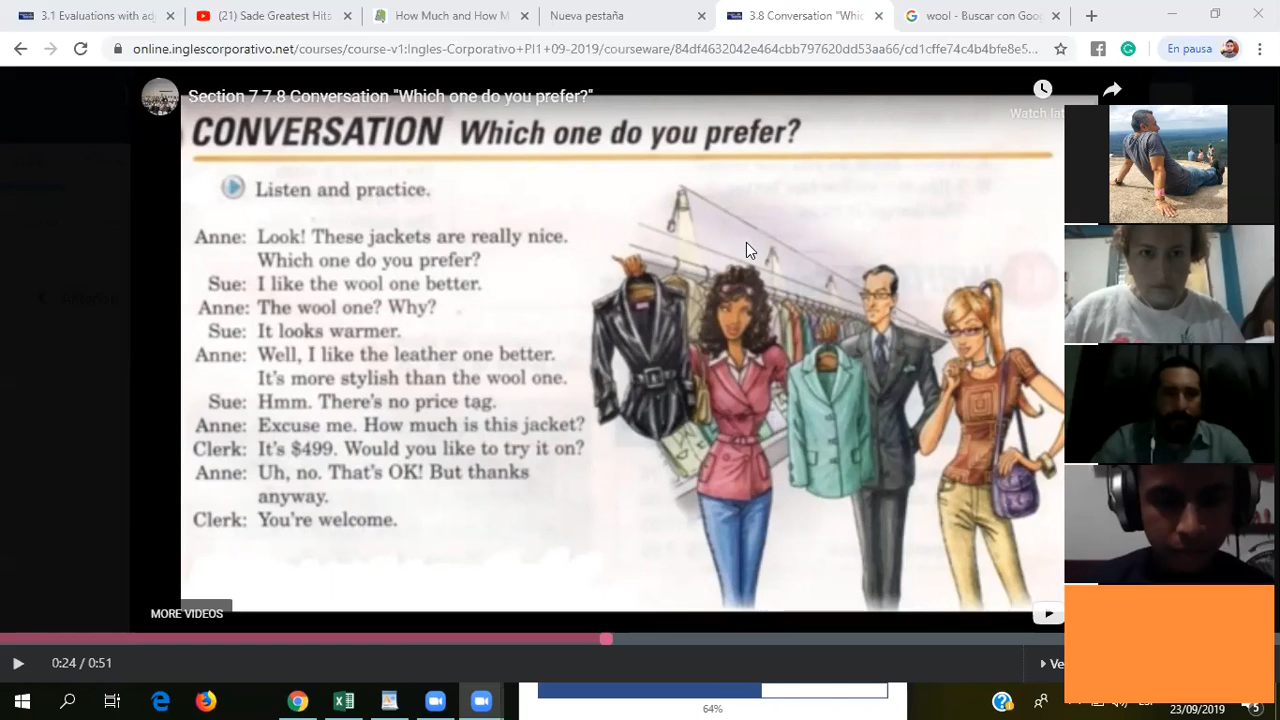 3.1 Evaluations with adj
(21) Sade Greatest Hits
How Much and How M
Nueva pestaña
3.8 Conversation "Whic
wool - Buscar con Goo
online.inglescorporativo.net/courses/course-v1:Ingles-Corporativo+PI1+09-2019/courseware/84df4632042e464cbb797620dd53aa66/cd1cffe74c4b4bfe8e5...
En pausa
Section 7 7.8 Conversation "Which one do you prefer?"
Watch lat
CONVERSATION Which one do you prefer?
Listen and practice.
Anne: Look! These jackets are really nice.
Which one do you prefer?
Sue: I like the wool one better.
Anne: The wool one? Why?
Sue: It looks warmer.
Anne: Well, I like the leather one better.
It's more stylish than the wool one.
Sue: Hmm. There's no price tag.
Anne: Excuse me. How much is this jacket?
Clerk: It's $499. Would you like to try it on?
Anne: Uh, no. That's OK! But thanks
anyway.
Clerk: You're welcome.
MORE VIDEOS
0:24 / 0:51
Ve
64%
23/09/2019
5